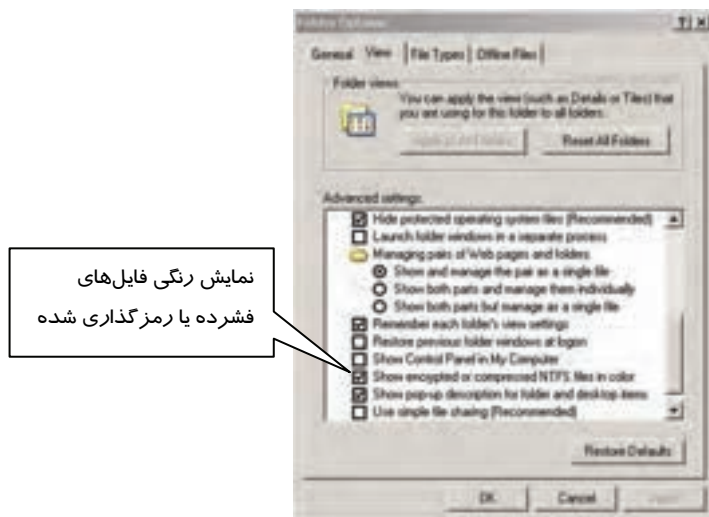 Folder Options
General View File Types Offline Files
Folder views
You can apply the view (such as Details or Tiles) that
you are using for this folder to all folders.
Reset All Folders
Advanced settings:
Hide protected operating system files (Recommended)
Launch folder windows in a separate process
Managing pairs of Web pages and folders
Show and manage the pair as a single file
Show both parts and manage them individually
Show both parts but manage as a single file
Remember each folder's view settings
Restore previous folder windows at logon
Show Control Panel in My Computer
Show encrypted or compressed NTFS files in color
Show pop-up description for folder and desktop items
Use simple file sharing (Recommended)
Restore Defaults
OK Cancel
نمایش رنگی فایل‌های
فشرده یا رمزگذاری شده